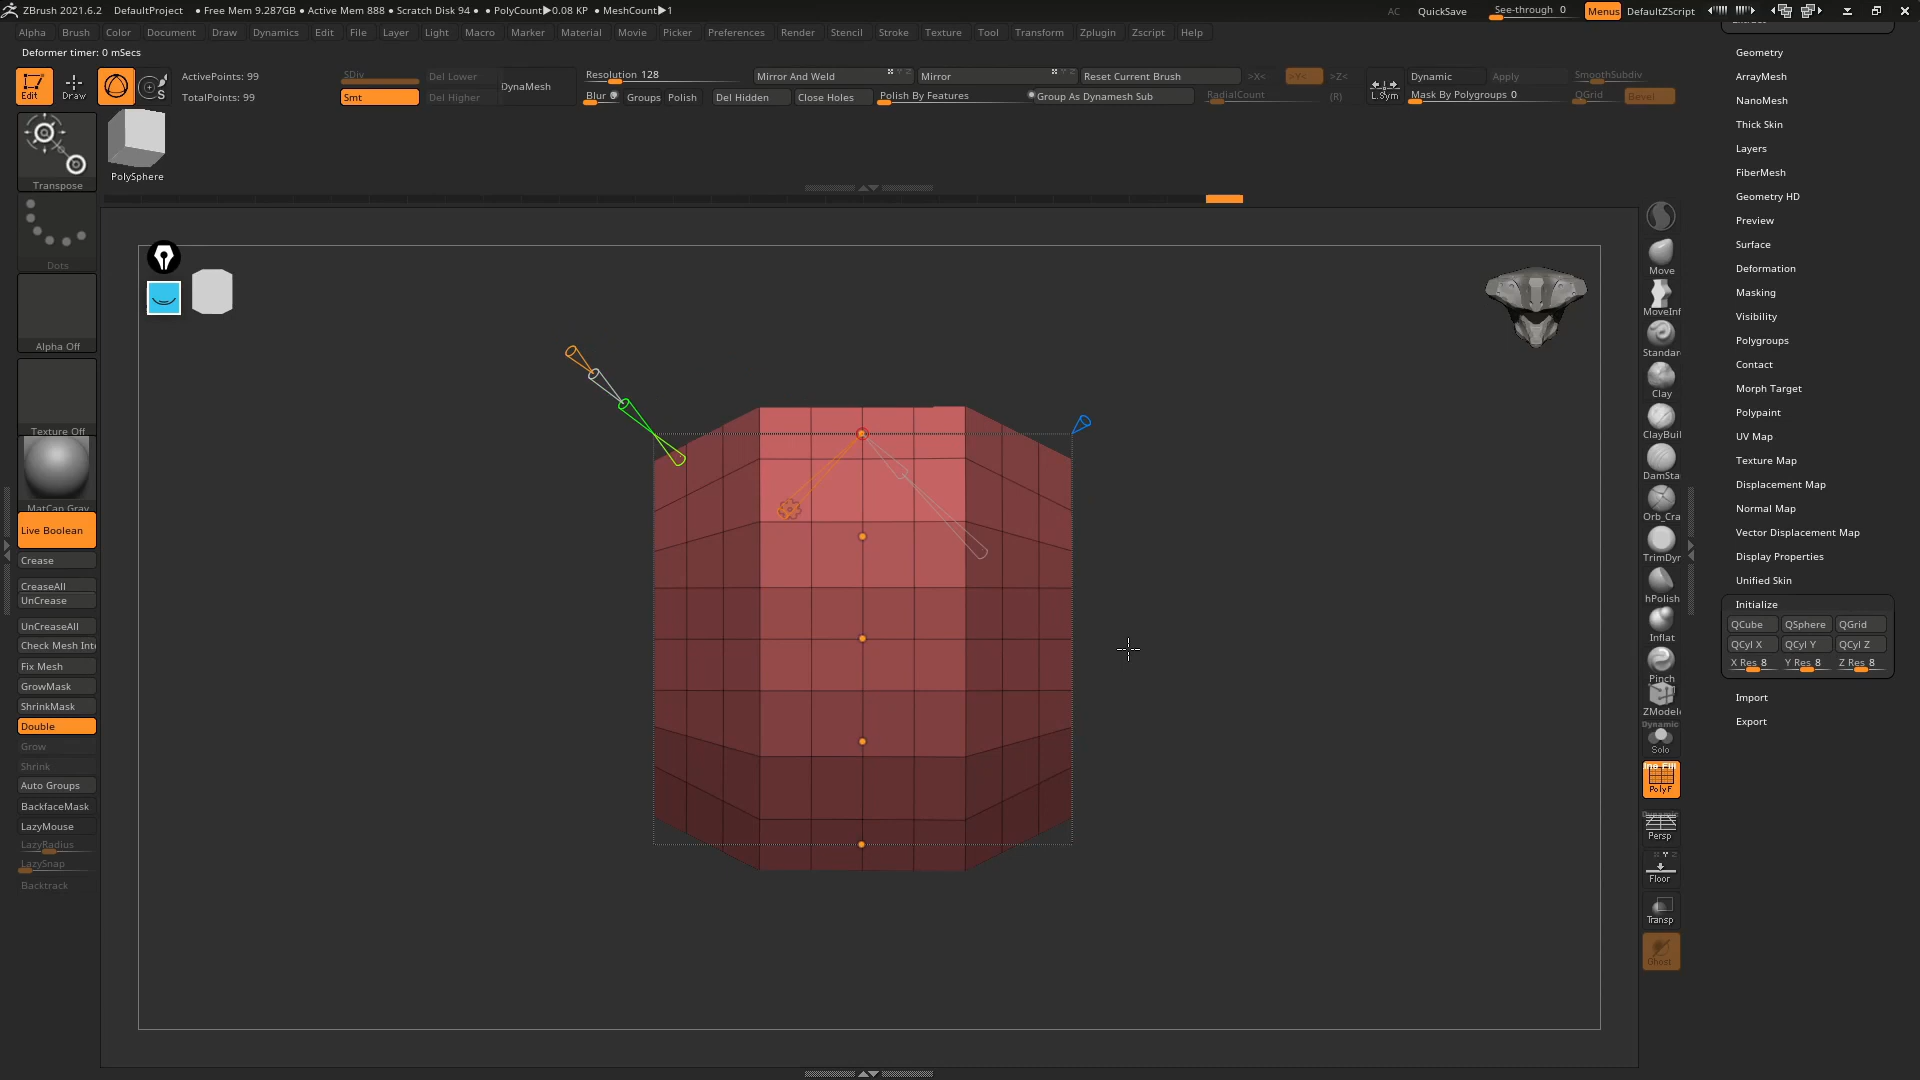 ZBrush 2021.6.2 DefaultProject • Free Mem 9.287GB • Active Mem 888 • Scratch Disk 94 • • PolyCount▶0.08 KP • MeshCount▶1 AC QuickSave See-through 0 Menus DefaultZScript
Alpha Brush Color Document Draw Dynamics Edit File Layer Light Macro Marker Material Movie Picker Preferences Render Stencil Stroke Texture Tool Transform Zplugin Zscript Help
Deformer timer: 0 mSecs
Edit Draw S
ActivePoints: 99
TotalPoints: 99
SDiv Del Lower
Smt Del Higher
DynaMesh
Resolution 128
Blur Groups Polish
Mirror And Weld Mirror Reset Current Brush >X< >Y< >Z<
Del Hidden Close Holes Polish By Features Group As Dynamesh Sub RadialCount (R)
L.Sym
Dynamic Apply SmoothSubdiv
Mask By Polygroups 0 QGrid Bevel
Transpose
PolySphere
Dots
Alpha Off
Texture Off
MatCap Gray
Live Boolean
Crease
CreaseAll
UnCrease
UnCreaseAll
Check Mesh Int
Fix Mesh
GrowMask
ShrinkMask
Double
Grow
Shrink
Auto Groups
BackfaceMask
LazyMouse
LazyRadius
LazySnap
Backtrack
Move
MoveInf
Standar
Clay
ClayBuil
DamSta
Orb_Cra
TrimDyn
hPolish
Inflat
Pinch
ZModele
Dynamic
Solo
PolyF
Dynamic
Persp
Floor
Transp
Ghost
Geometry
ArrayMesh
NanoMesh
Thick Skin
Layers
FiberMesh
Geometry HD
Preview
Surface
Deformation
Masking
Visibility
Polygroups
Contact
Morph Target
Polypaint
UV Map
Texture Map
Displacement Map
Normal Map
Vector Displacement Map
Display Properties
Unified Skin
Initialize
QCube QSphere QGrid
QCyl X QCyl Y QCyl Z
X Res 8 Y Res 8 Z Res 8
Import
Export